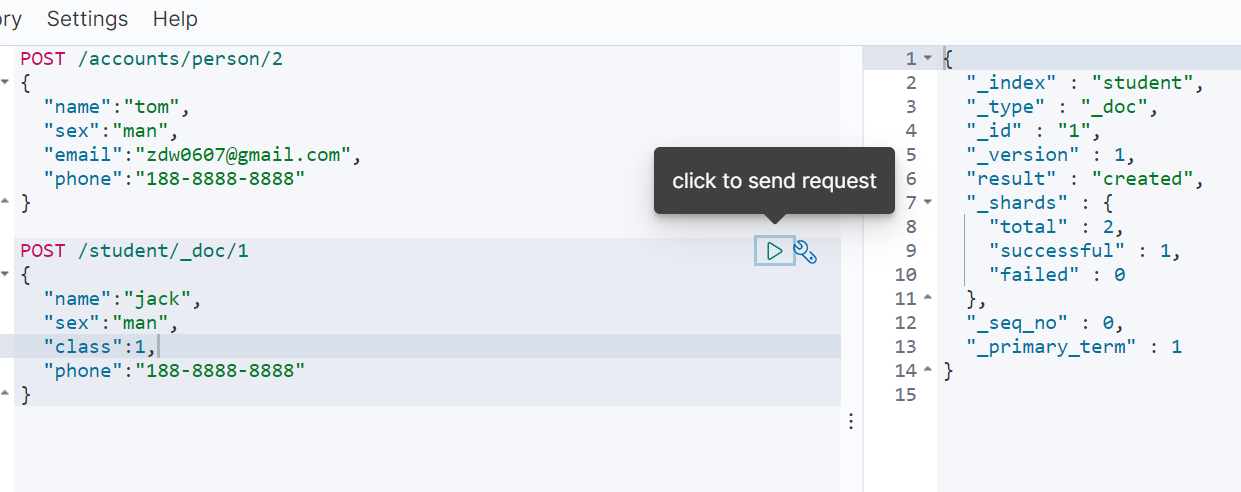 ory Settings Help
POST /accounts/person/2
{
"name":"tom",
"sex":"man",
"email":"zdw0607@gmail.com",
"phone":"188-8888-8888"
}
POST /student/_doc/1
{
"name":"jack",
"sex":"man",
"class":1,
"phone":"188-8888-8888"
}
click to send request
1 {
2 "_index" : "student",
3 "_type" : "_doc",
4 "_id" : "1",
5 "_version" : 1,
6 "result" : "created",
7 "_shards" : {
8 "total" : 2,
9 "successful" : 1,
10 "failed" : 0
11 },
12 "_seq_no" : 0,
13 "_primary_term" : 1
14 }
15